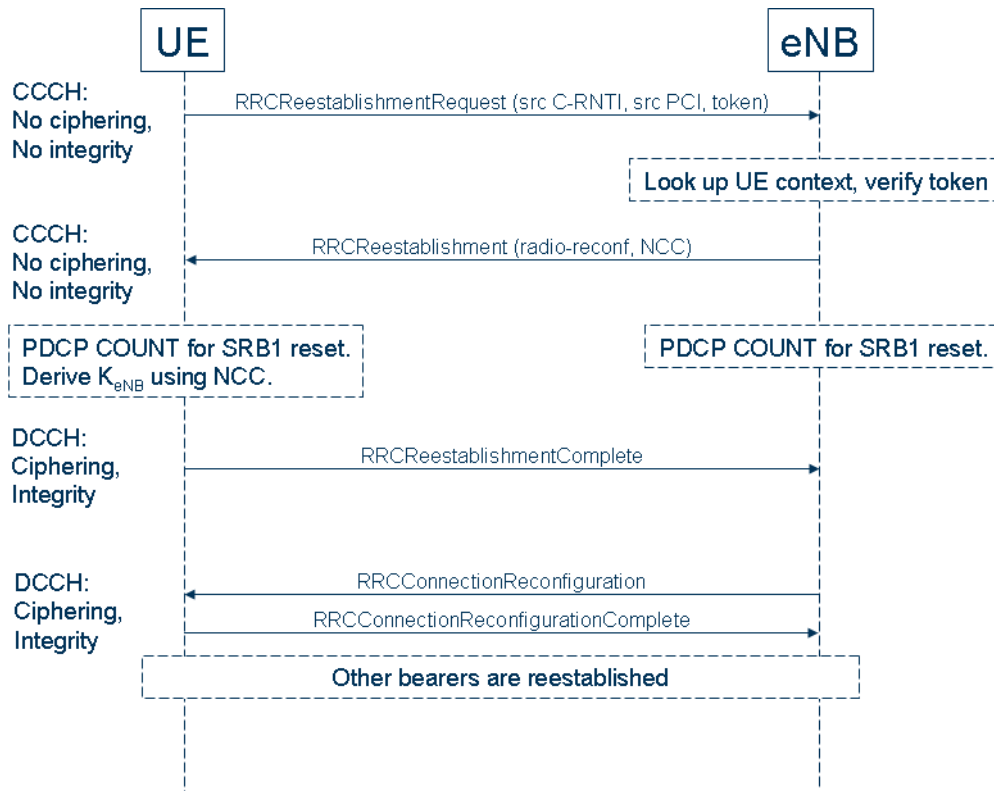 UE
eNB
CCCH:
No ciphering,
No integrity
RRCReestablishmentRequest (src C-RNTI, src PCI, token)
Look up UE context, verify token
CCCH:
No ciphering,
No integrity
RRCReestablishment (radio-reconf, NCC)
PDCP COUNT for SRB1 reset.
Derive KeNB using NCC.
PDCP COUNT for SRB1 reset.
DCCH:
Ciphering,
Integrity
RRCReestablishmentComplete
DCCH:
Ciphering,
Integrity
RRCConnectionReconfiguration
RRCConnectionReconfigurationComplete
Other bearers are reestablished